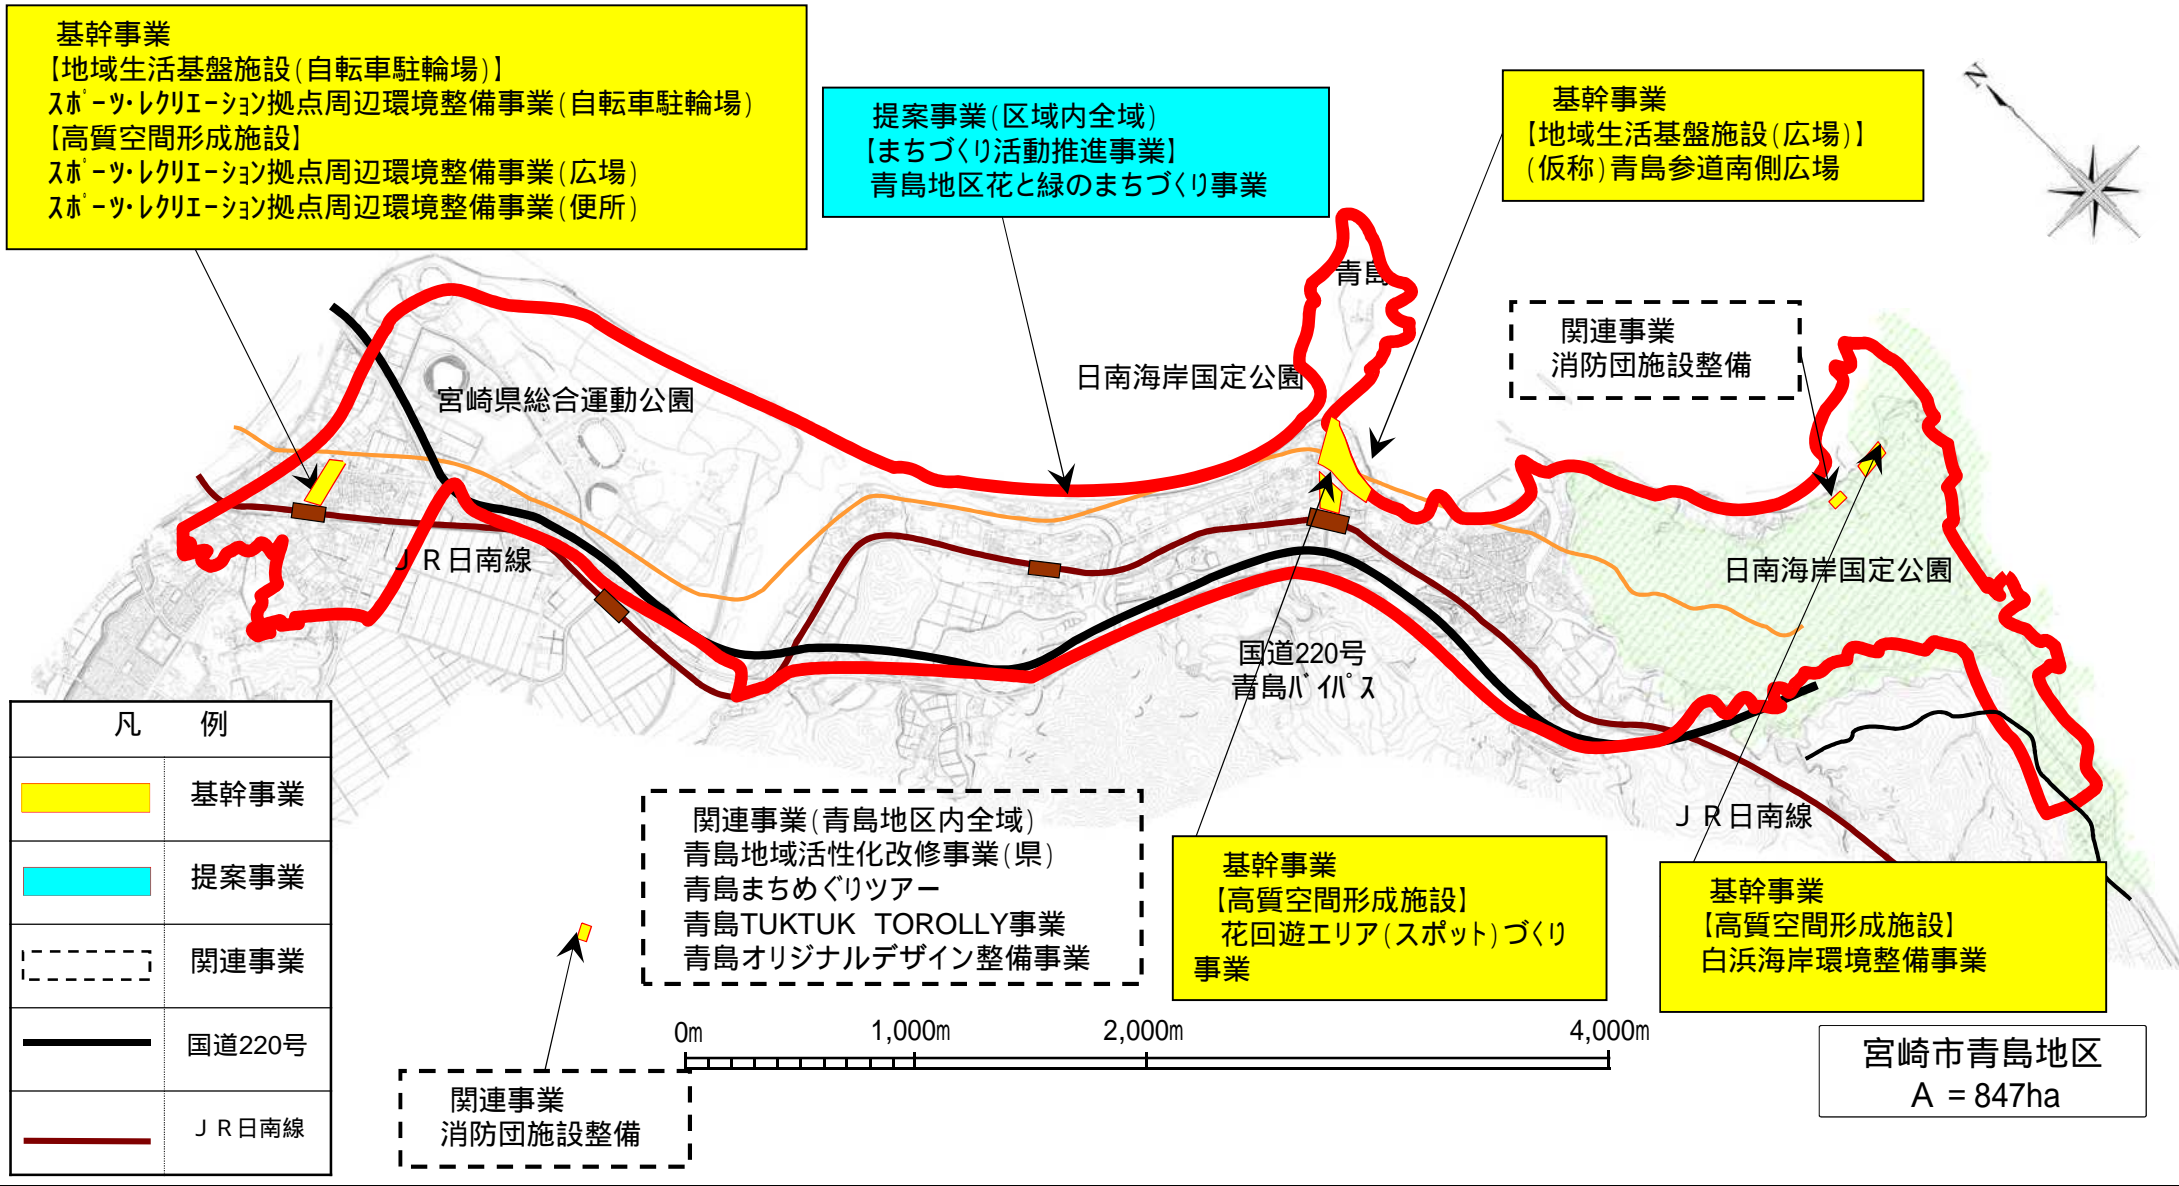 基幹事業
【地域生活基盤施設(自転車駐輪場)】
ｽﾎﾟｰﾂ･ﾚｸﾘｴｰｼｮﾝ拠点周辺環境整備事業(自転車駐輪場)
【高質空間形成施設】
ｽﾎﾟｰﾂ･ﾚｸﾘｴｰｼｮﾝ拠点周辺環境整備事業(広場)
ｽﾎﾟｰﾂ･ﾚｸﾘｴｰｼｮﾝ拠点周辺環境整備事業(便所)
提案事業(区域内全域)
【まちづくり活動推進事業】
青島地区花と緑のまちづくり事業
基幹事業
【地域生活基盤施設(広場)】
(仮称)青島参道南側広場
N
青島
関連事業
消防団施設整備
日南海岸国定公園
宮崎県総合運動公園
ＪＲ日南線
日南海岸国定公園
国道220号
青島ﾊﾞｲﾊﾟｽ
ＪＲ日南線
凡　例
基幹事業
提案事業
関連事業
国道220号
ＪＲ日南線
関連事業(青島地区内全域)
青島地域活性化改修事業(県)
青島まちめぐりツアー
青島TUKTUK TOROLLY事業
青島オリジナルデザイン整備事業
基幹事業
【高質空間形成施設】
花回遊エリア(スポット)づくり
事業
基幹事業
【高質空間形成施設】
白浜海岸環境整備事業
0m 1,000m 2,000m 4,000m
関連事業
消防団施設整備
宮崎市青島地区
A = 847ha